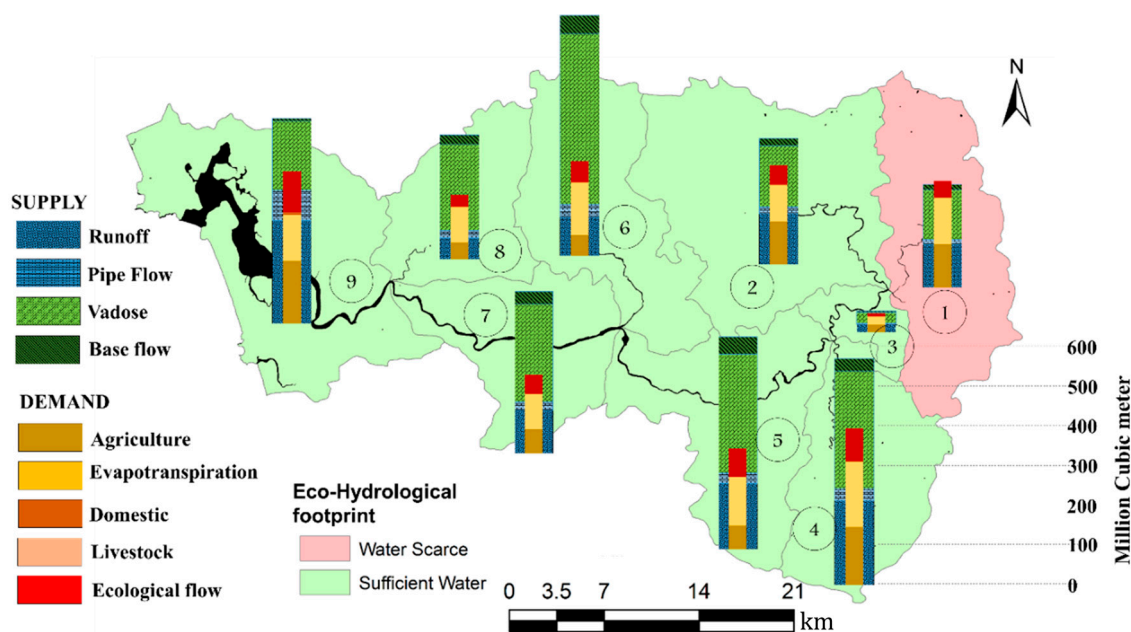 N
SUPPLY
Runoff
Pipe Flow
Vadose
Base flow
DEMAND
Agriculture
Evapotranspiration
Domestic
Livestock
Ecological flow
Eco-Hydrological
footprint
Water Scarce
Sufficient Water
9
8
7
6
5
4
3
2
1
600
500
400
300
200
100
0
Million Cubic meter
0 3.5 7 14 21
km